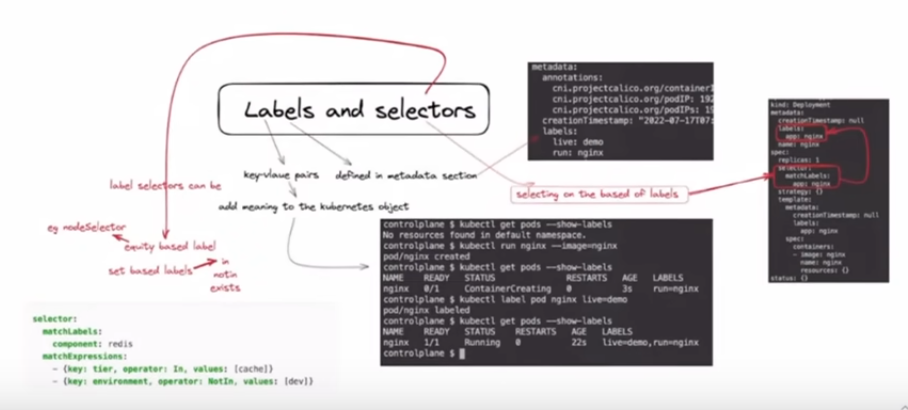 Labels and selectors
key-vlaue pairs
defined in metadata section
add meaning to the kubernetes object
selecting on the based of labels
label selectors can be
eg nodeSelector
equity based label
set based labels
in
notin
exists
selector:
matchLabels:
component: redis
matchExpressions:
- {key: tier, operator: In, values: [cache]}
- {key: environment, operator: NotIn, values: [dev]}
metadata:
annotations:
cni.projectcalico.org/containerI
cni.projectcalico.org/podIP: 192
cni.projectcalico.org/podIPs: 19
creationTimestamp: "2022-07-17T07:
labels:
live: demo
run: nginx
controlplane $ kubectl get pods --show-labels
No resources found in default namespace.
controlplane $ kubectl run nginx --image=nginx
pod/nginx created
controlplane $ kubectl get pods --show-labels
NAME READY STATUS RESTARTS AGE LABELS
nginx 0/1 ContainerCreating 0 3s run=nginx
controlplane $ kubectl label pod nginx live=demo
pod/nginx labeled
controlplane $ kubectl get pods --show-labels
NAME READY STATUS RESTARTS AGE LABELS
nginx 1/1 Running 0 22s live=demo,run=nginx
controlplane $
kind: Deployment
metadata:
creationTimestamp: null
labels:
app: nginx
name: nginx
spec:
replicas: 1
selector:
matchLabels:
app: nginx
strategy: {}
template:
metadata:
creationTimestamp: null
labels:
app: nginx
spec:
containers:
- image: nginx
name: nginx
resources: {}
status: {}